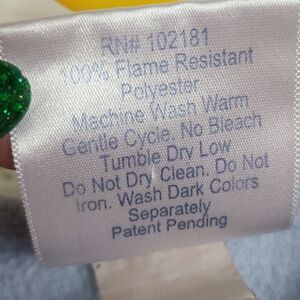 RN# 102181
100% Flame Resistant
Polyester
Machine Wash Warm
Gentle Cycle. No Bleach
Tumble Dry Low
Do Not Dry Clean. Do Not
Iron. Wash Dark Colors
Separately
Patent Pending